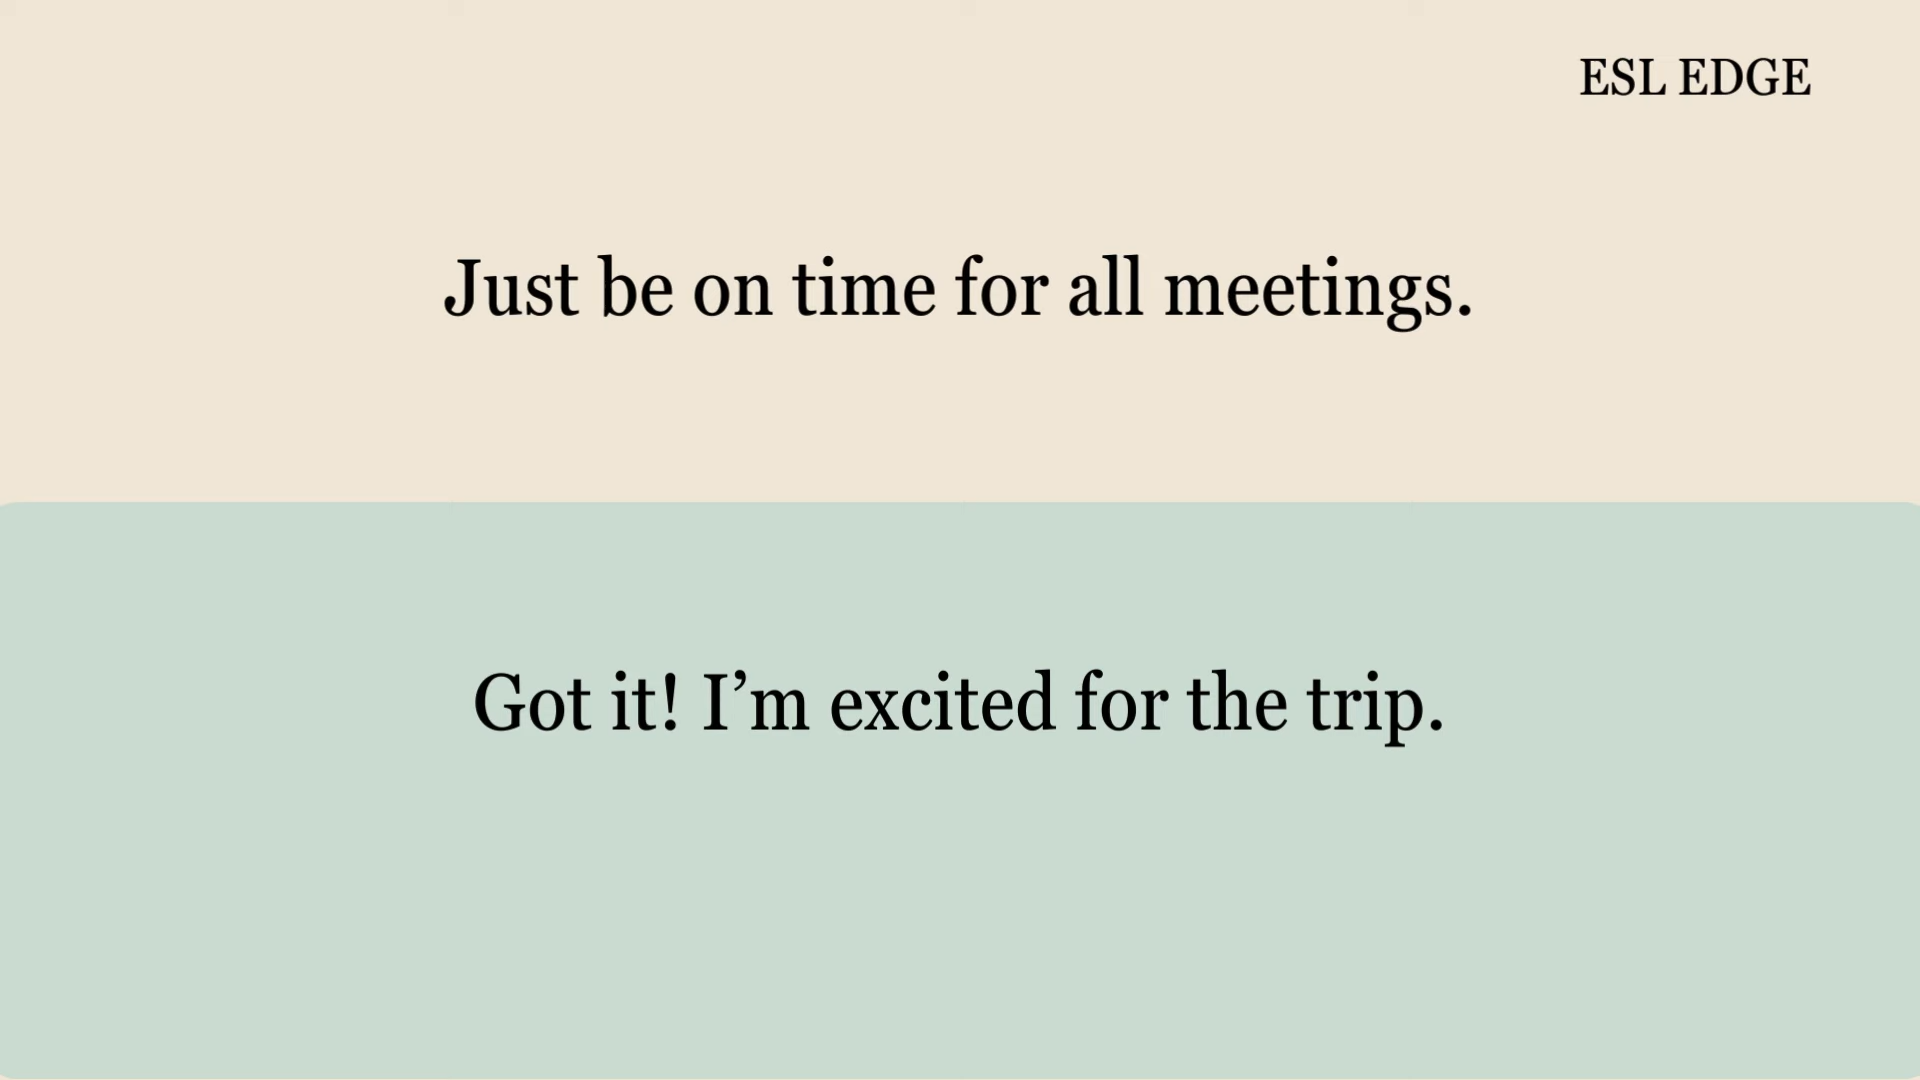 ESL EDGE
Just be on time for all meetings.
Got it! I’m excited for the trip.